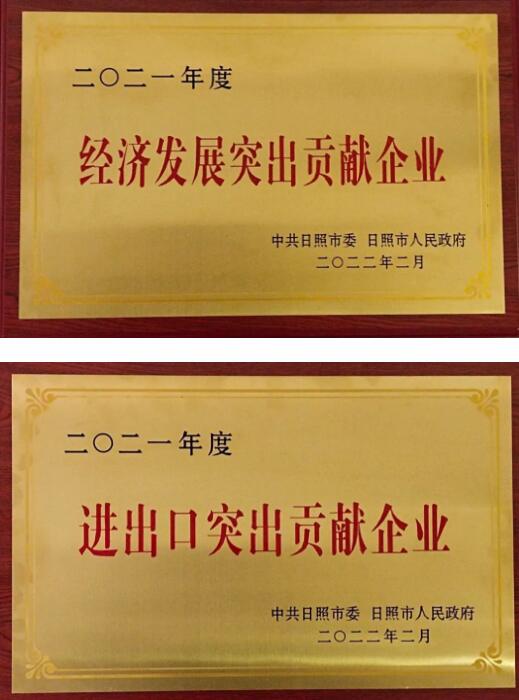 二〇二一年度
经济发展突出贡献企业
中共日照市委 日照市人民政府
二〇二二年二月
二〇二一年度
进出口突出贡献企业
中共日照市委 日照市人民政府
二〇二二年二月